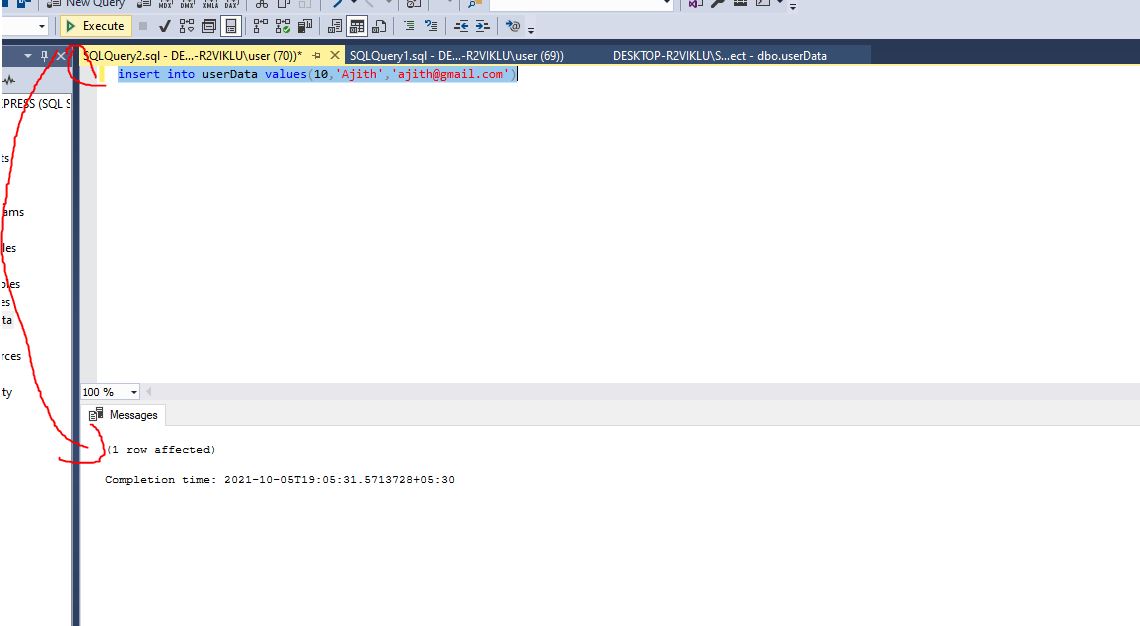 New Query
MDX DMX XMLA DAX
Execute
SQLQuery2.sql - DE...-R2VIKLU\user (70))* SQLQuery1.sql - DE...-R2VIKLU\user (69)) DESKTOP-R2VIKLU\S...ect - dbo.userData
insert into userData values(10,'Ajith','ajith@gmail.com')
PRESS (SQL S
ts
ams
les
bles
es
ta
rces
ty
100 %
Messages
(1 row affected)
Completion time: 2021-10-05T19:05:31.5713728+05:30